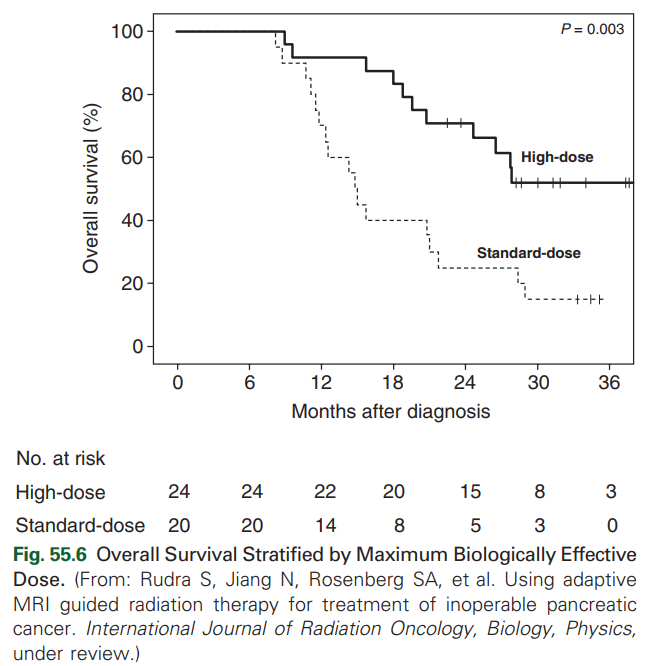 P = 0.003
100
80
60
40
20
0
Overall survival (%)
High-dose
Standard-dose
0 6 12 18 24 30 36
Months after diagnosis
No. at risk
High-dose 24 24 22 20 15 8 3
Standard-dose 20 20 14 8 5 3 0
Fig. 55.6 Overall Survival Stratified by Maximum Biologically Effective
Dose. (From: Rudra S, Jiang N, Rosenberg SA, et al. Using adaptive
MRI guided radiation therapy for treatment of inoperable pancreatic
cancer. International Journal of Radiation Oncology, Biology, Physics,
under review.)